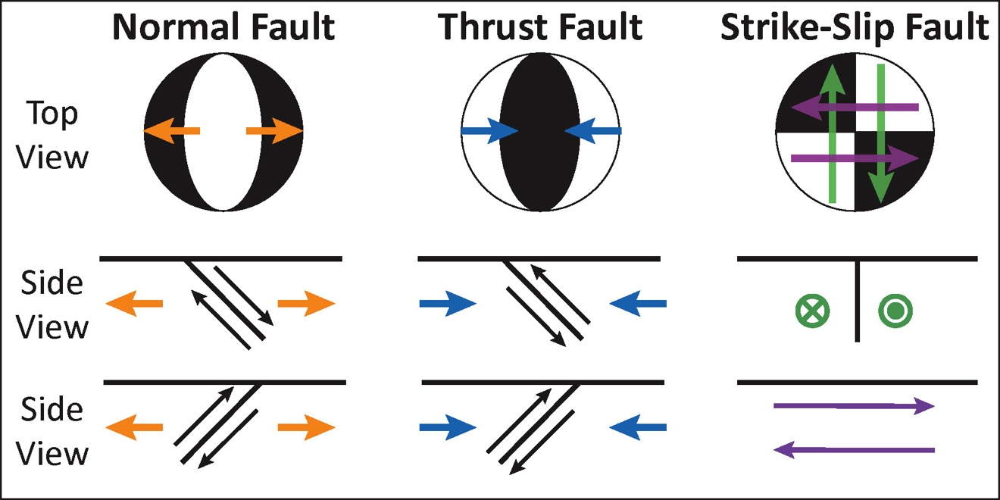 Normal Fault
Thrust Fault
Strike-Slip Fault
Top
View
Side
View
Side
View